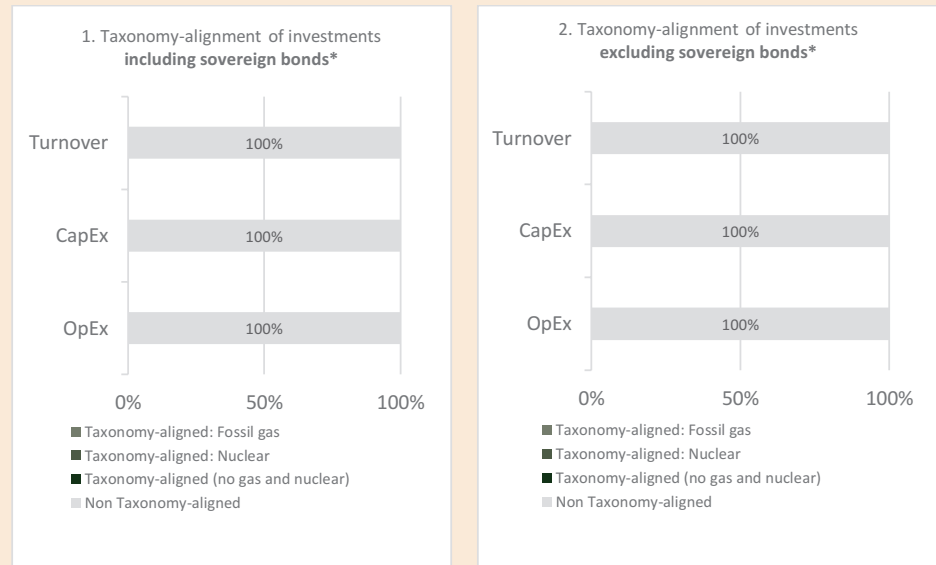 1. Taxonomy-alignment of investments
including sovereign bonds*
Turnover
100%
CapEx
100%
OpEx
100%
0%
50%
100%
Taxonomy-aligned: Fossil gas
Taxonomy-aligned: Nuclear
Taxonomy-aligned (no gas and nuclear)
Non Taxonomy-aligned
2. Taxonomy-alignment of investments
excluding sovereign bonds*
Turnover
100%
CapEx
100%
OpEx
100%
0%
50%
100%
Taxonomy-aligned: Fossil gas
Taxonomy-aligned: Nuclear
Taxonomy-aligned (no gas and nuclear)
Non Taxonomy-aligned